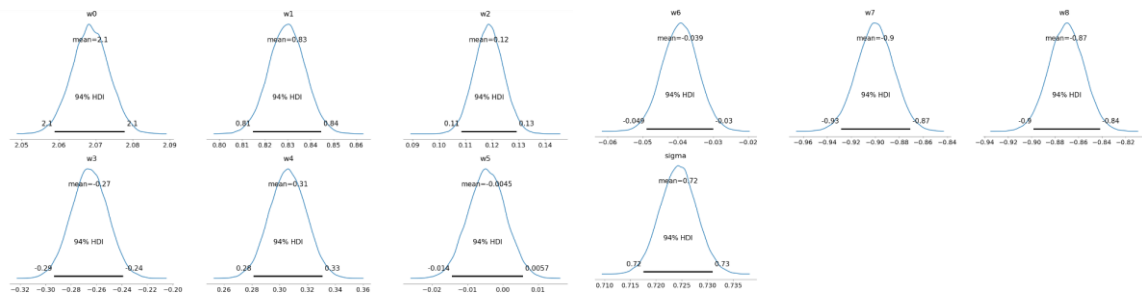 w0
mean=2.1
94% HDI
2.1 2.1
2.05 2.06 2.07 2.08 2.09
w1
mean=0.83
94% HDI
0.81 0.84
0.80 0.81 0.82 0.83 0.84 0.85 0.86
w2
mean=0.12
94% HDI
0.11 0.13
0.09 0.10 0.11 0.12 0.13 0.14
w6
mean=-0.039
94% HDI
-0.049 -0.03
−0.06 −0.05 −0.04 −0.03 −0.02
w7
mean=-0.9
94% HDI
-0.93 -0.87
−0.96 −0.94 −0.92 −0.90 −0.88 −0.86 −0.84
w8
mean=-0.87
94% HDI
-0.9 -0.84
−0.94 −0.92 −0.90 −0.88 −0.86 −0.84 −0.82
w3
mean=-0.27
94% HDI
-0.29 -0.24
−0.32 −0.30 −0.28 −0.26 −0.24 −0.22 −0.20
w4
mean=0.31
94% HDI
0.28 0.33
0.26 0.28 0.30 0.32 0.34 0.36
w5
mean=-0.0045
94% HDI
-0.014 0.0057
−0.02 −0.01 0.00 0.01
sigma
mean=0.72
94% HDI
0.72 0.73
0.710 0.715 0.720 0.725 0.730 0.735